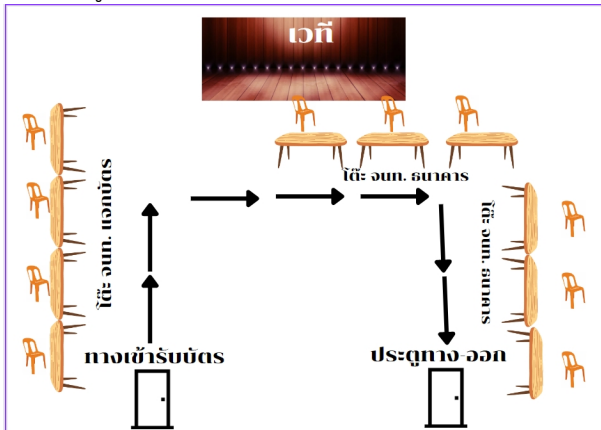 เวที
โต๊ะ จนท. ธนาคาร
โต๊ะ จนท. แจกบัตร
โต๊ะ จนท. ธนาคาร
ทางเข้ารับบัตร
ประตูทาง-ออก